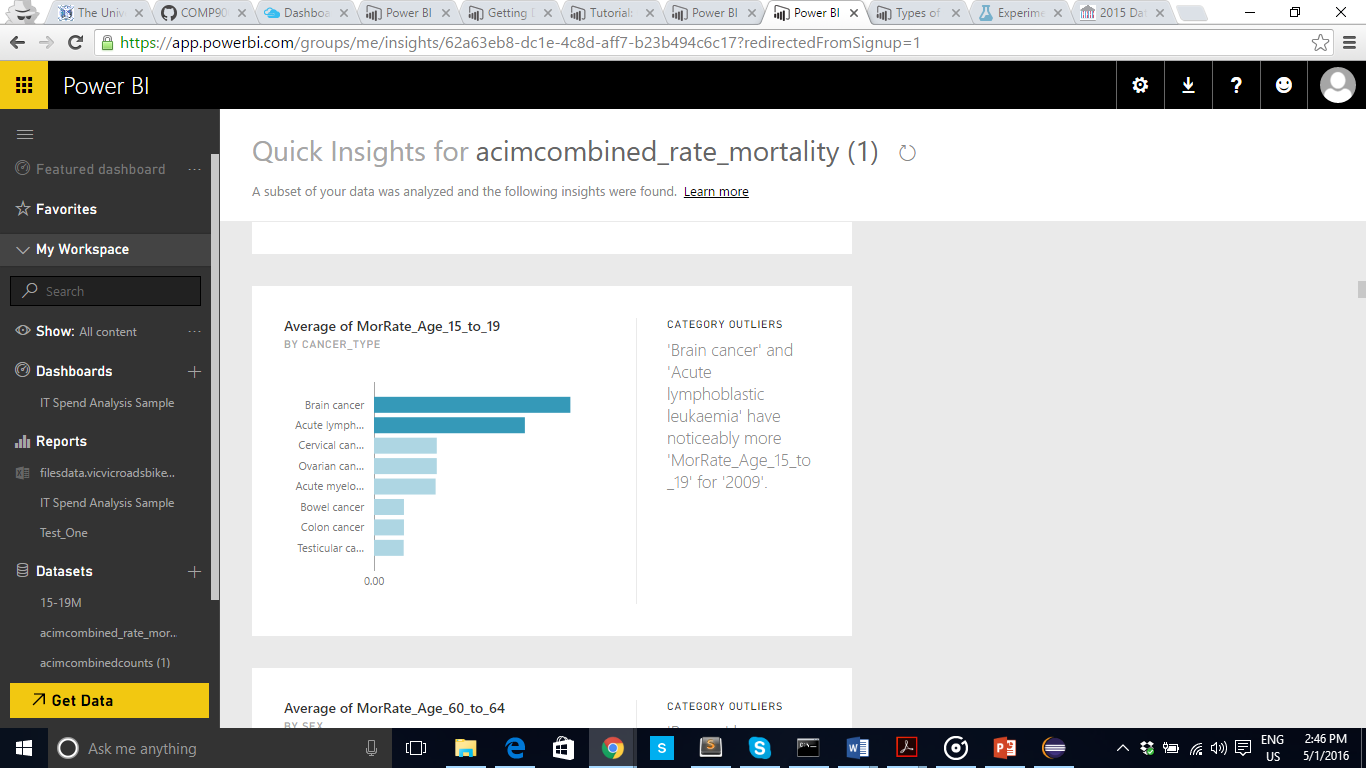 The Unive
COMP90
Dashboa
Power BI
Getting D
Tutorial:
Power BI
Power BI
Types of
Experime
2015 Dat
https://app.powerbi.com/groups/me/insights/62a63eb8-dc1e-4c8d-aff7-b23b494c6c17?redirectedFromSignup=1
Power BI
?
Featured dashboard ...
Favorites
My Workspace
Search
Show: All content ...
Dashboards +
IT Spend Analysis Sample
Reports
filesdata.vicvicroadsbike...
IT Spend Analysis Sample
Test_One
Datasets +
15-19M
acimcombined_rate_mor...
acimcombinedcounts (1)
Get Data
Quick Insights for acimcombined_rate_mortality (1)
A subset of your data was analyzed and the following insights were found. Learn more
Average of MorRate_Age_15_to_19
BY CANCER_TYPE
Brain cancer
Acute lymph...
Cervical can...
Ovarian can...
Acute myelo...
Bowel cancer
Colon cancer
Testicular ca...
0.00
CATEGORY OUTLIERS
'Brain cancer' and
'Acute
lymphoblastic
leukaemia' have
noticeably more
'MorRate_Age_15_to
_19' for '2009'.
Average of MorRate_Age_60_to_64
BY SEX
CATEGORY OUTLIERS
Ask me anything
ENG
US
2:46 PM
5/1/2016